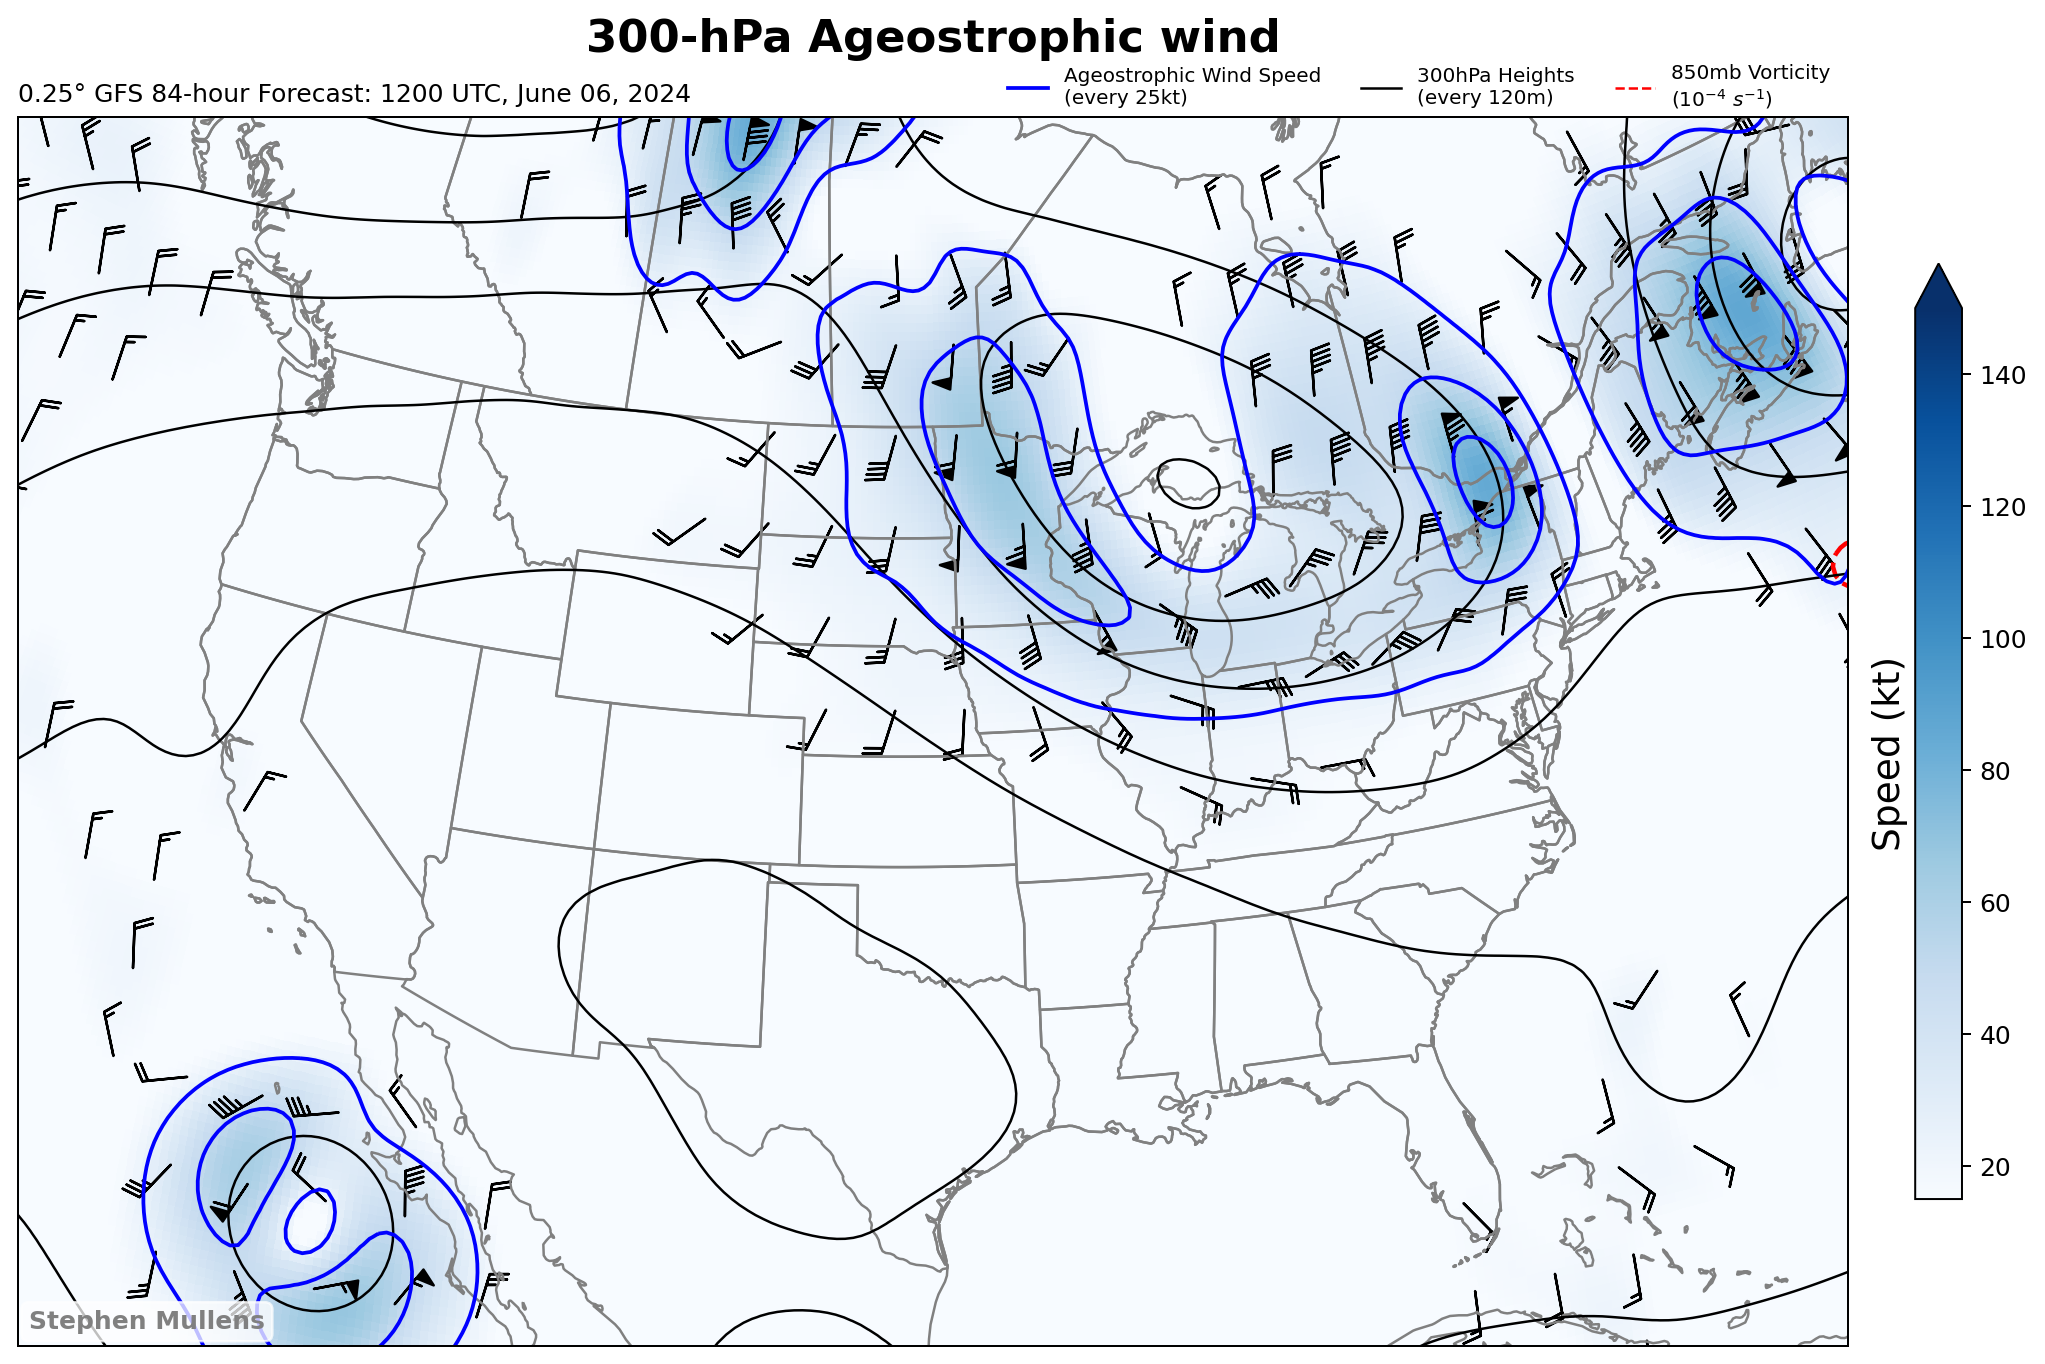 300-hPa Ageostrophic wind
0.25° GFS 84-hour Forecast: 1200 UTC, June 06, 2024
Ageostrophic Wind Speed
(every 25kt)
300hPa Heights
(every 120m)
850mb Vorticity
(10⁻⁴ s⁻¹)
140
120
100
80
60
40
20
Speed (kt)
Stephen Mullens